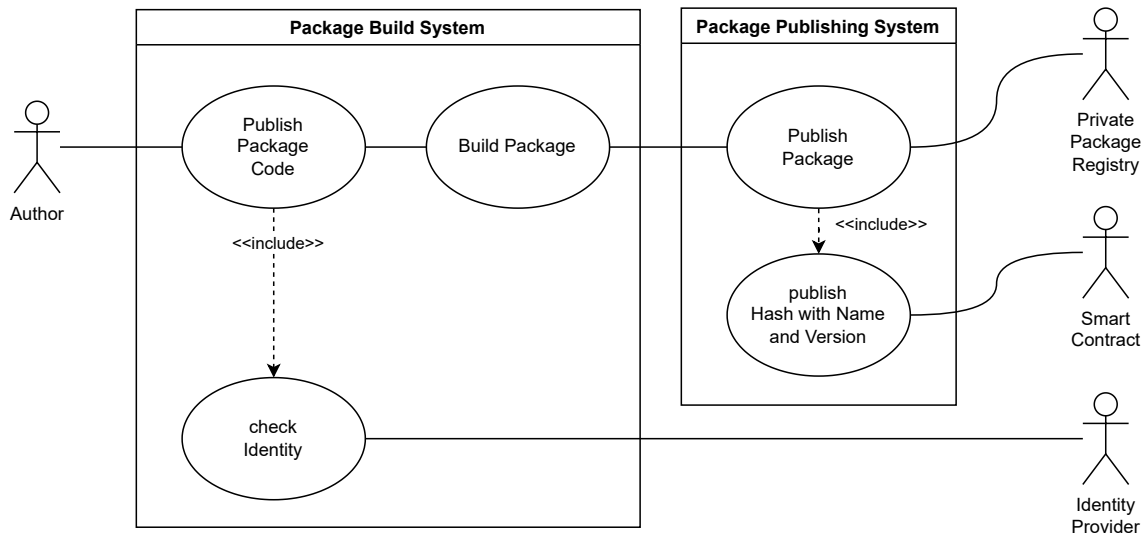 Package Build System
Package Publishing System
Publish
Package
Code
Build Package
Publish
Package
Private
Package
Registry
Author
<<include>>
<<include>>
publish
Hash with Name
and Version
Smart
Contract
check
Identity
Identity
Provider